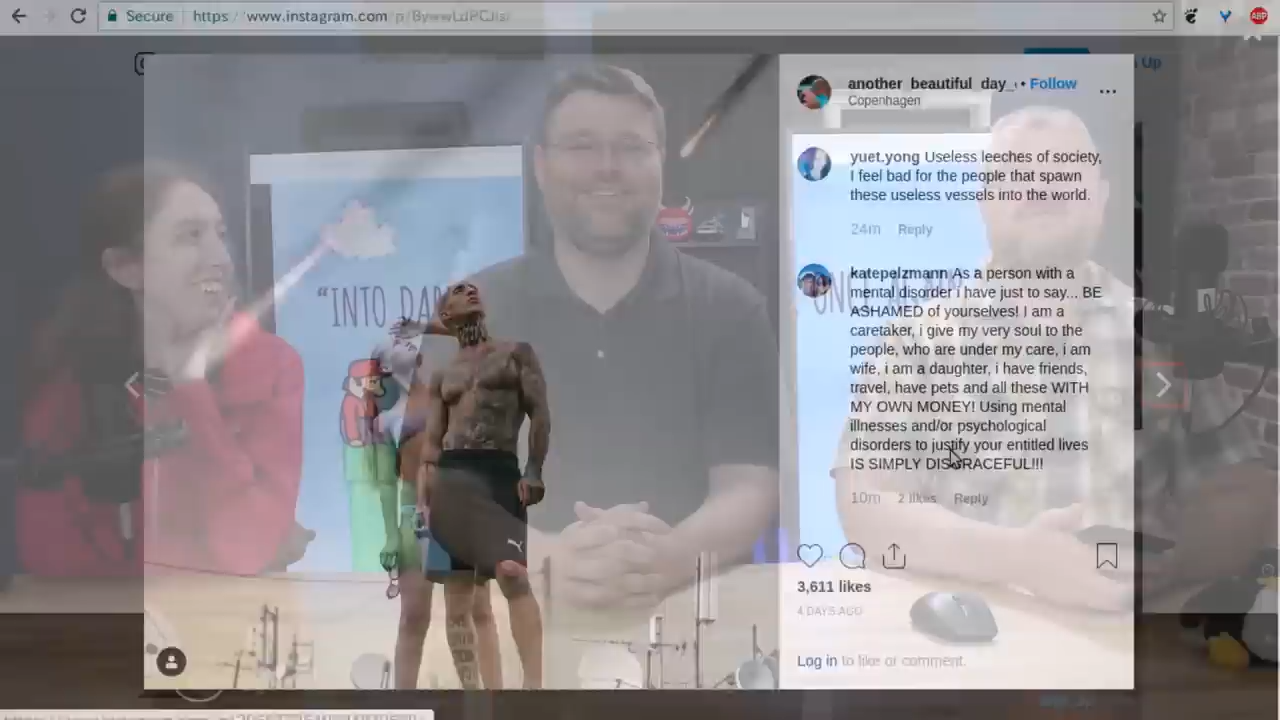 Secure
https://www.instagram.com/p/BywwLdPCJls/
Up
another_beautiful_day_ • Follow
Copenhagen
yuet.yong Useless leeches of society,
I feel bad for the people that spawn
these useless vessels into the world.
24m Reply
katepelzmann As a person with a
mental disorder i have just to say... BE
ASHAMED of yourselves! I am a
caretaker, i give my very soul to the
people, who are under my care, i am
wife, i am a daughter, i have friends,
travel, have pets and all these WITH
MY OWN MONEY! Using mental
illnesses and/or psychological
disorders to justify your entitled lives
IS SIMPLY DISGRACEFUL!!!
10m 2 likes Reply
3,611 likes
4 DAYS AGO
Log in to like or comment.
“INTO
ABP